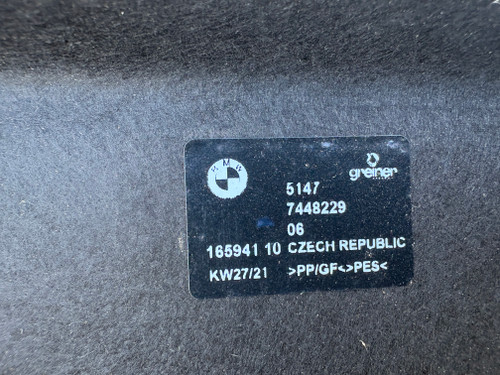 BMW
greiner
5147
7448229
06
165941 10 CZECH REPUBLIC
KW27/21 >PP/GF<>PES<